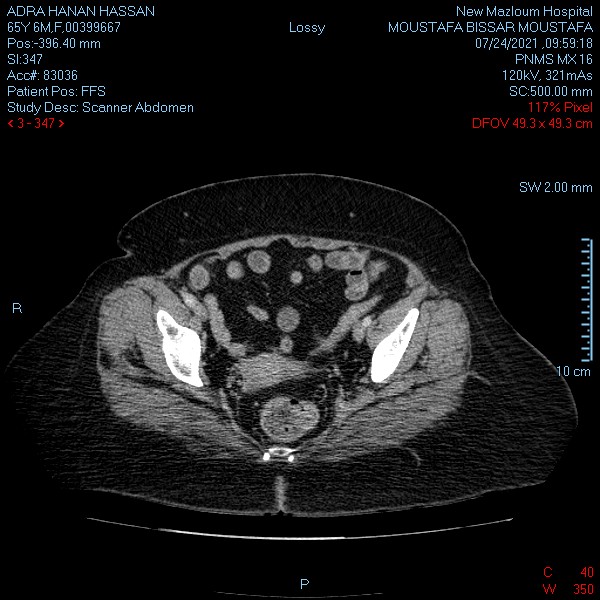 ADRA HANAN HASSAN
65Y 6M,F,00399667
Pos:-396.40 mm
SI:347
Acc#: 83036
Patient Pos: FFS
Study Desc: Scanner Abdomen
< 3 - 347 >
Lossy
New Mazloum Hospital
MOUSTAFA BISSAR MOUSTAFA
07/24/2021 ,09:59:18
PNMS MX 16
120kV, 321mAs
SC:500.00 mm
117% Pixel
DFOV 49.3 x 49.3 cm
SW 2.00 mm
R
10 cm
P
C 40
W 350